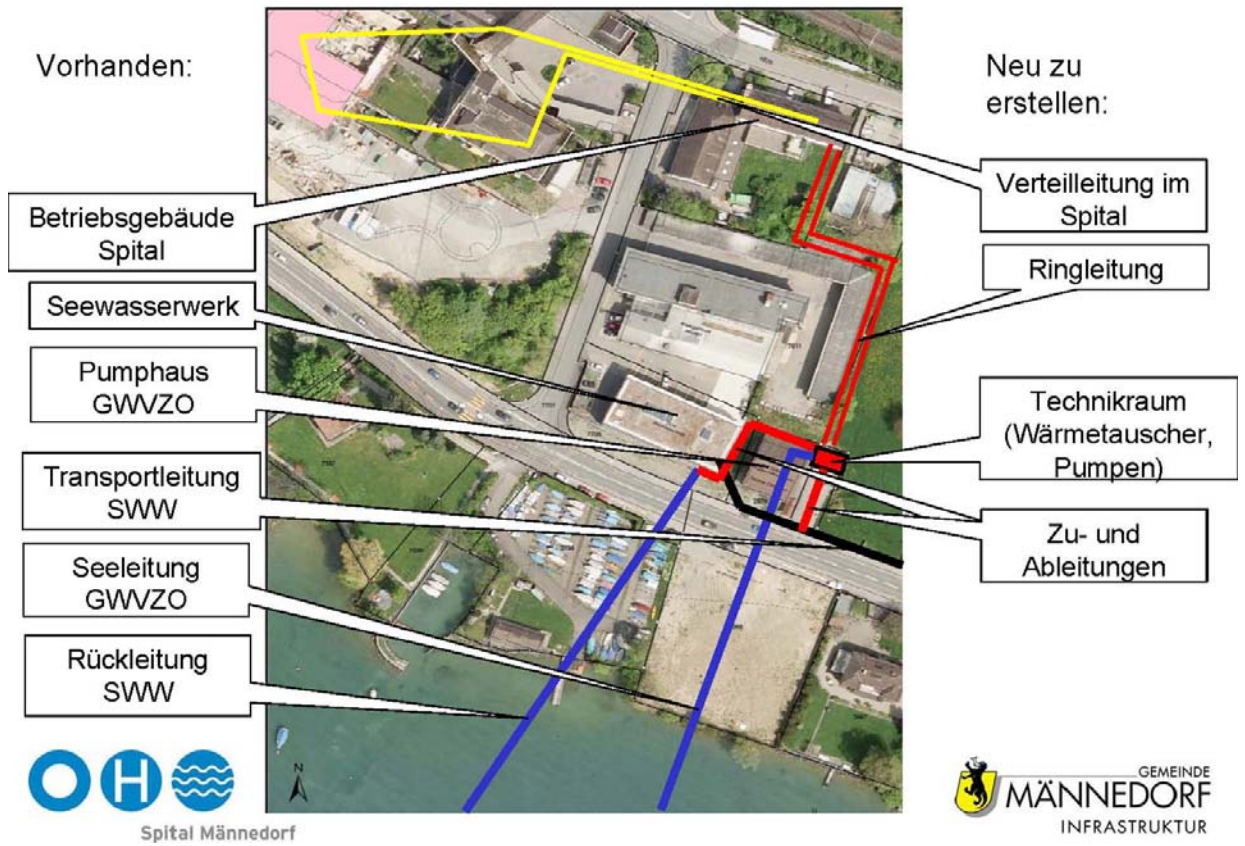 Vorhanden:
Betriebsgebäude
Spital
Seewasserwerk
Pumphaus
GWVZO
Transportleitung
SWW
Seeleitung
GWVZO
Rückleitung
SWW
Neu zu
erstellen:
Verteilleitung im
Spital
Ringleitung
Technikraum
(Wärmetauscher,
Pumpen)
Zu- und
Ableitungen
N
H
Spital Männedorf
GEMEINDE
MÄNNEDORF
INFRASTRUKTUR